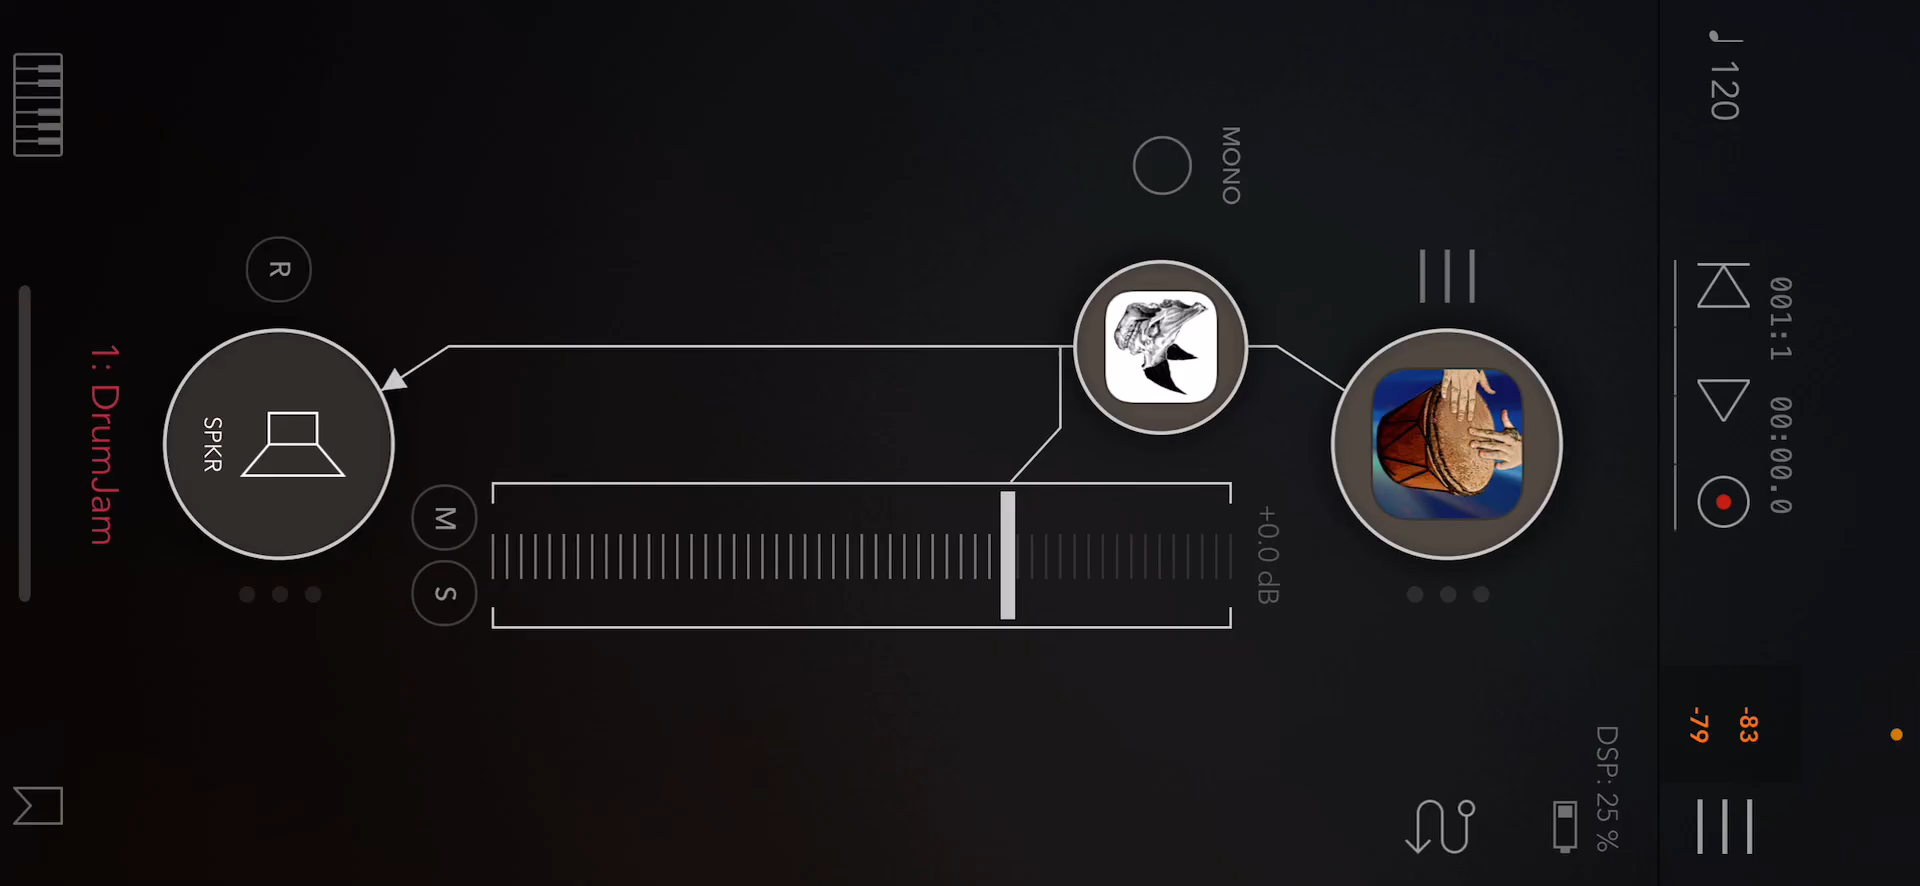 120
001:1
00:00.0
-83
-79
DSP: 25 %
MONO
+0.0 dB
M
S
R
SPKR
1: DrumJam